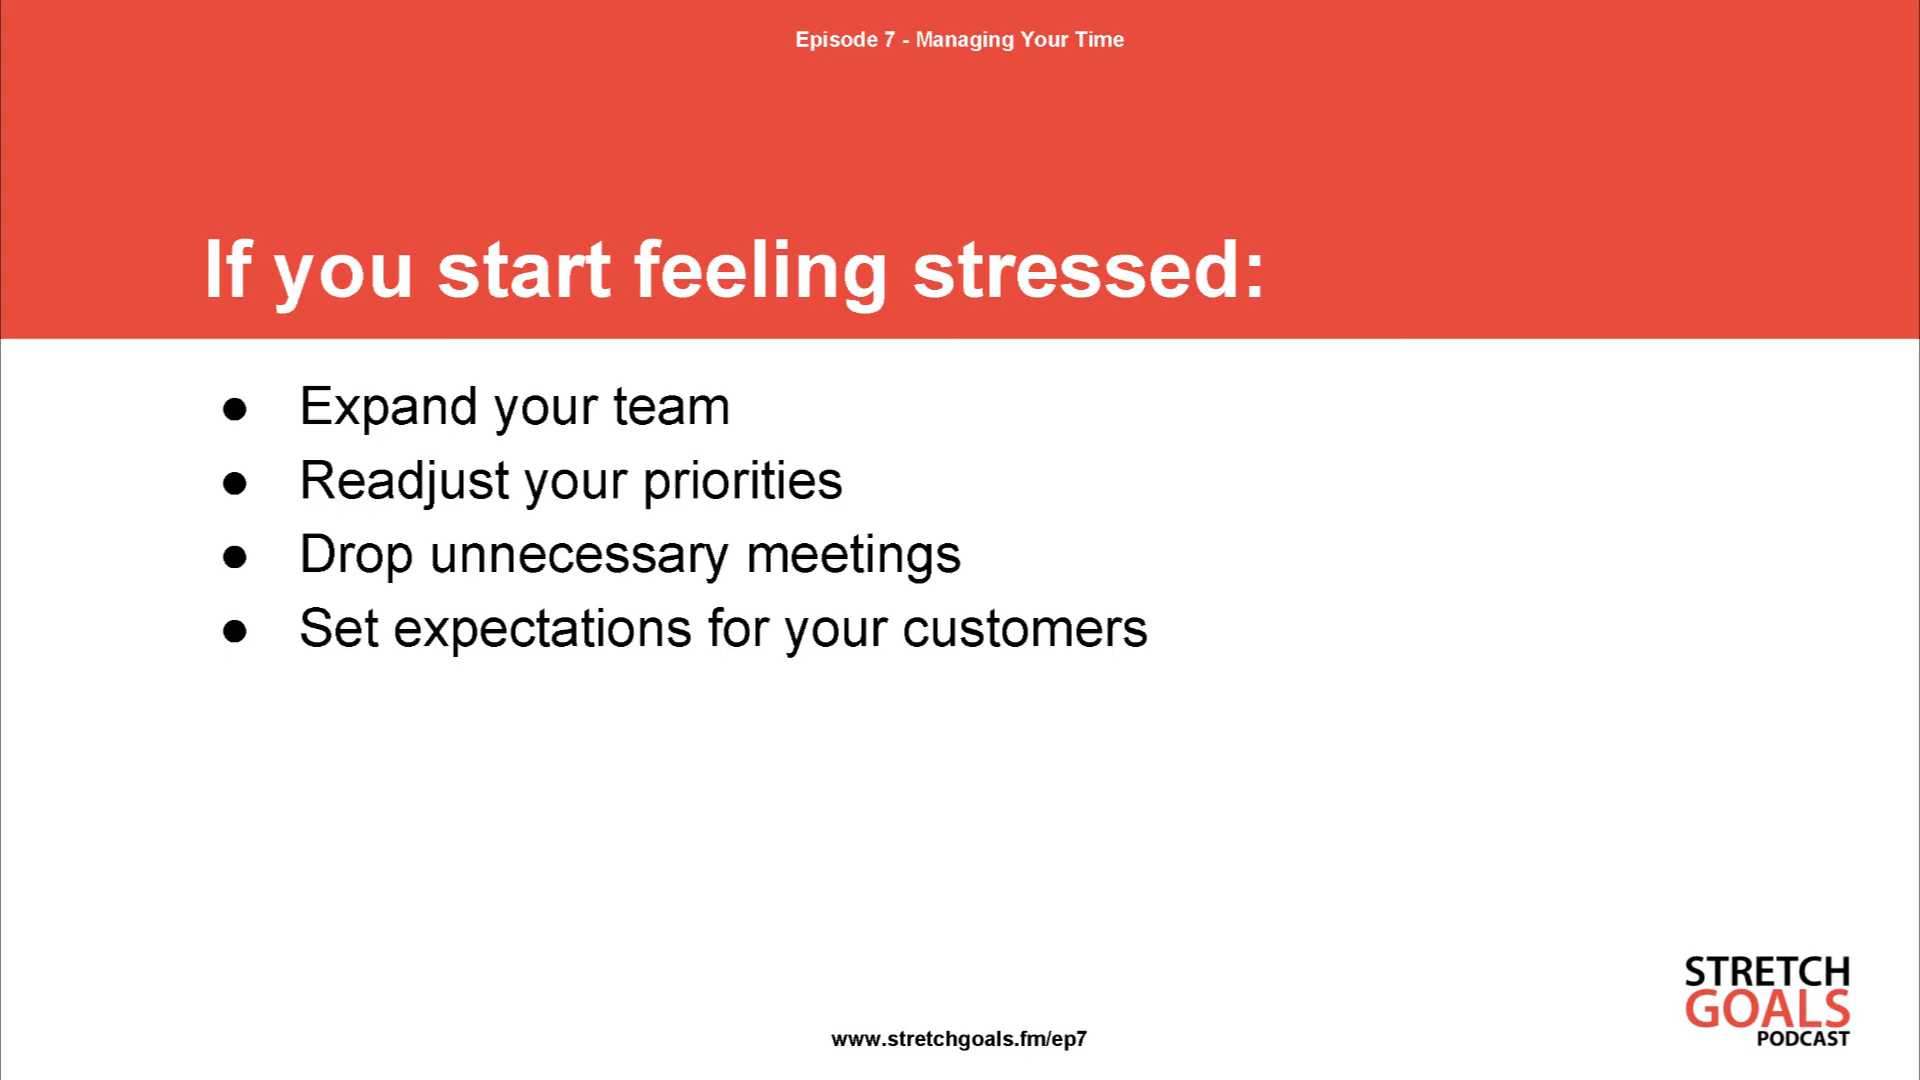 Episode 7 - Managing Your Time
If you start feeling stressed:
● Expand your team
● Readjust your priorities
● Drop unnecessary meetings
● Set expectations for your customers
STRETCH
GOALS
PODCAST
www.stretchgoals.fm/ep7